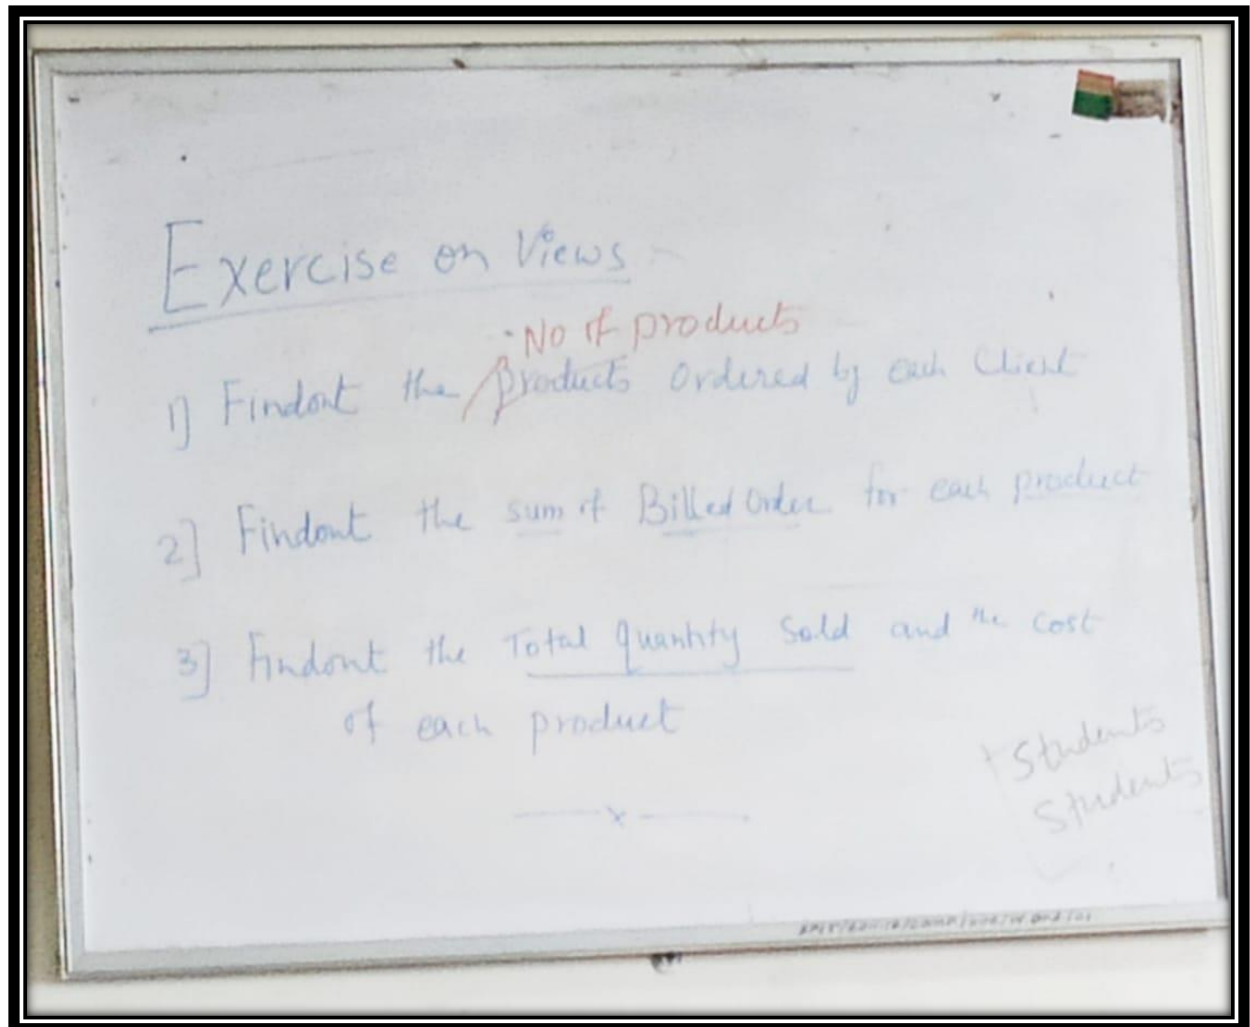 Exercise on Views
No of products
1] Findout the products Ordered by each Client
2] Findout the sum of Billed Order for each product
3] Findout the Total quantity Sold and the cost
of each product
x
Students
Students